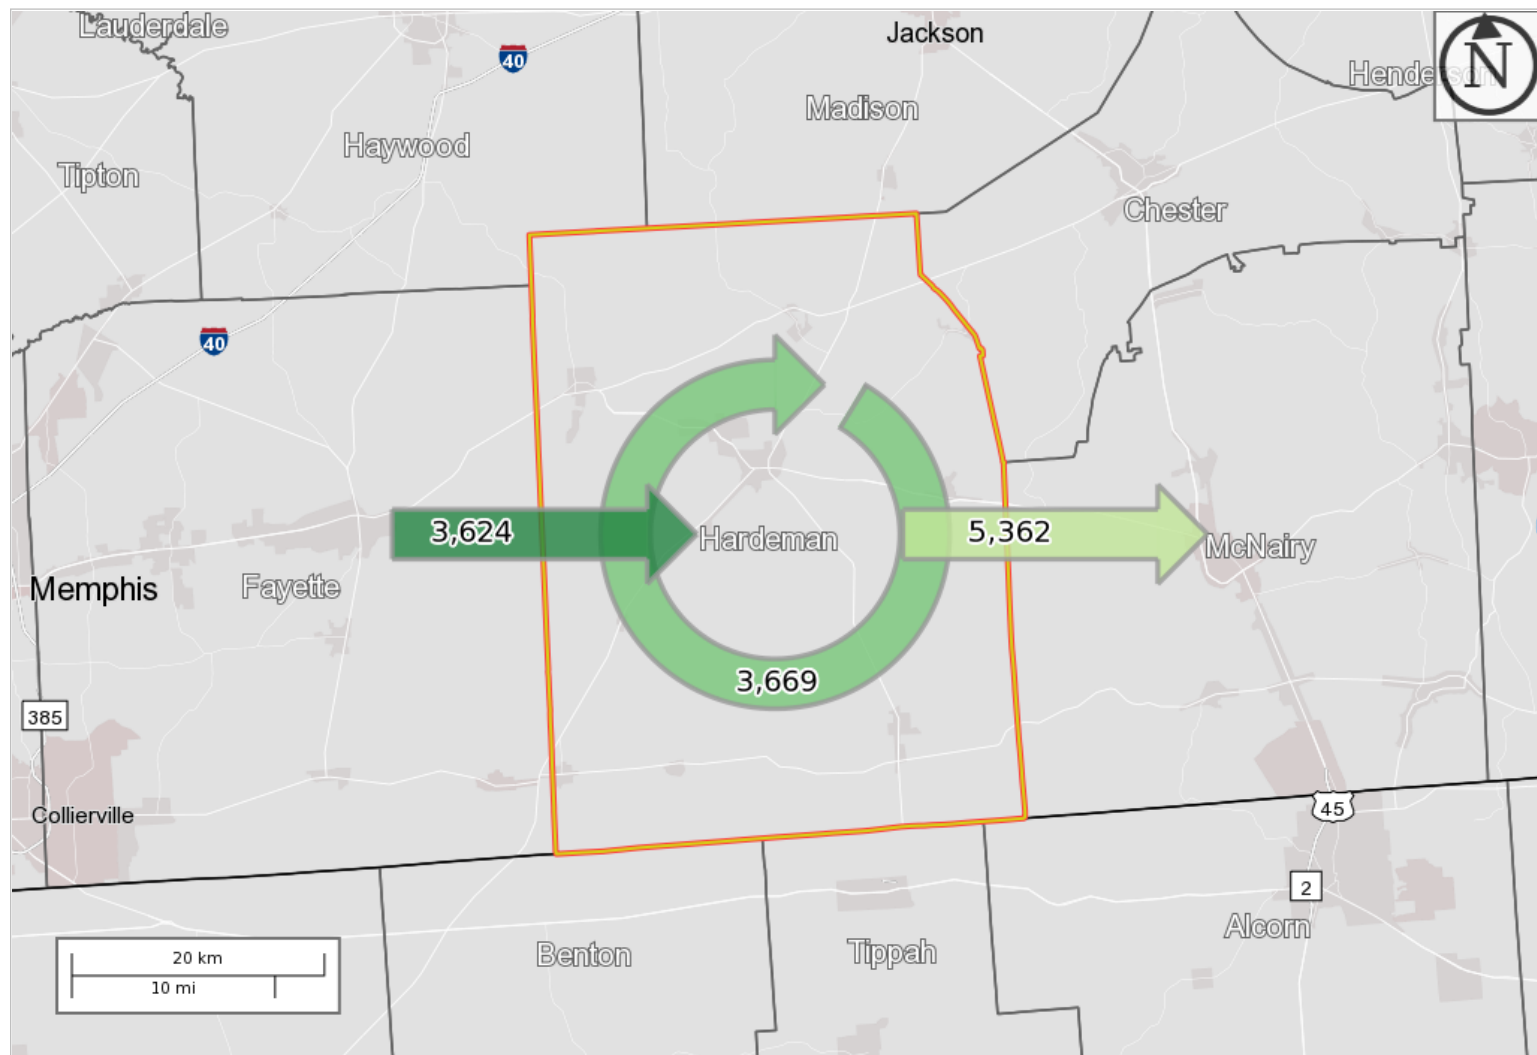 Lauderdale
Jackson
40
Henderson
N
Madison
Haywood
Tipton
Chester
40
3,624
Hardeman
5,362
McNairy
Memphis
Fayette
3,669
385
Collierville
45
2
Alcorn
Benton
Tippah
20 km
10 mi